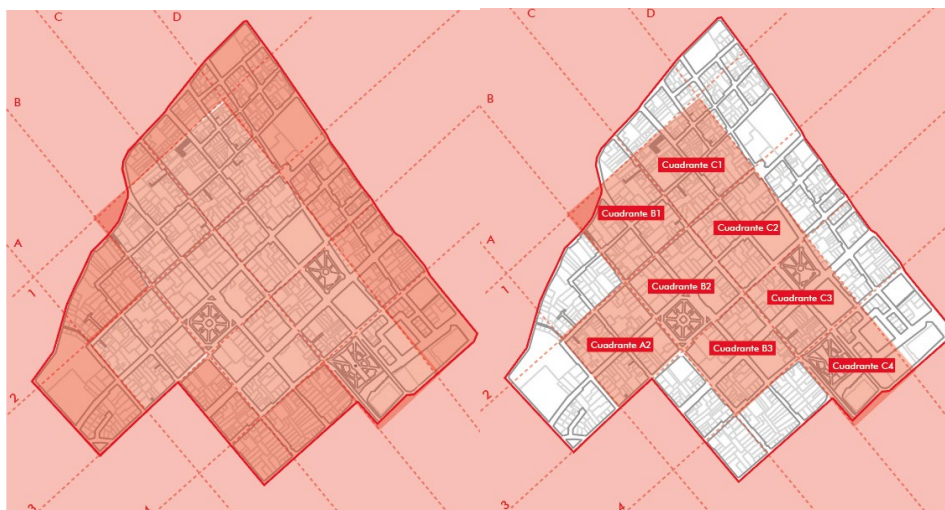 C
D
B
A
1
2
3
C
D
B
A
1
2
3
4
Cuadrante C1
Cuadrante B1
Cuadrante C2
Cuadrante B2
Cuadrante C3
Cuadrante A2
Cuadrante B3
Cuadrante C4